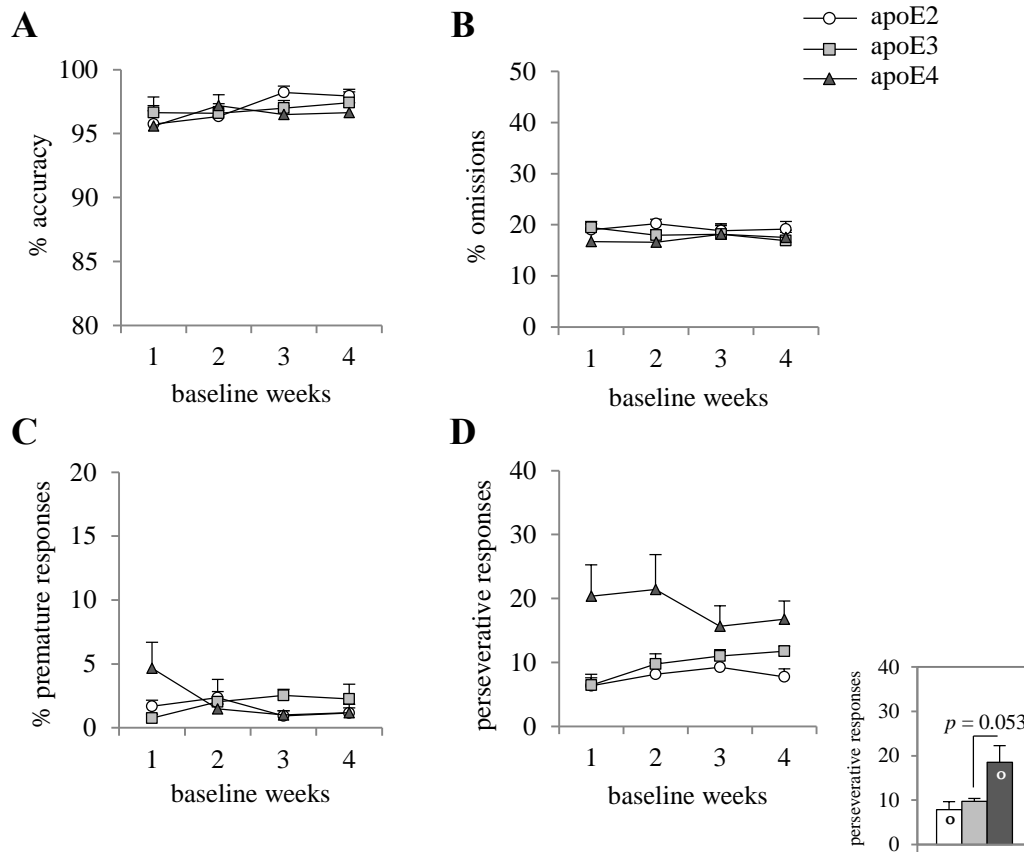 A
B
apoE2
apoE3
apoE4
100
95
90
85
80
% accuracy
1 2 3 4
baseline weeks
50
40
30
20
10
0
% omissions
1 2 3 4
baseline weeks
C
D
20
15
10
5
0
% premature responses
1 2 3 4
baseline weeks
40
30
20
10
0
perseverative responses
1 2 3 4
baseline weeks
40
30
20
10
0
perseverative responses
p = 0.053
o
o